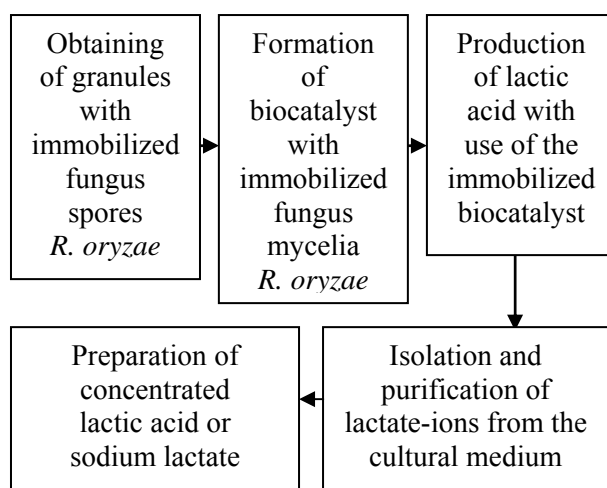 Obtaining
of granules
with
immobilized
fungus
spores
R. oryzae
Formation
of
biocatalyst
with
immobilized
fungus
mycelia
R. oryzae
Production
of lactic
acid with
use of the
immobilized
biocatalyst
Isolation and
purification of
lactate-ions from the
cultural medium
Preparation of
concentrated
lactic acid or
sodium lactate